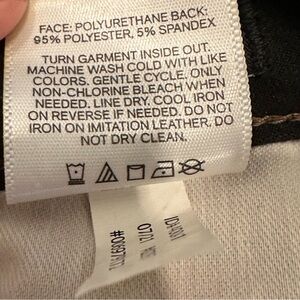 FACE: POLYURETHANE BACK:
95% POLYESTER, 5% SPANDEX
TURN GARMENT INSIDE OUT.
MACHINE WASH COLD WITH LIKE
COLORS. GENTLE CYCLE. ONLY
NON-CHLORINE BLEACH WHEN
NEEDED. LINE DRY. COOL IRON
ON REVERSE IF NEEDED. DO NOT
IRON ON IMITATION LEATHER. DO
NOT DRY CLEAN.
07/21